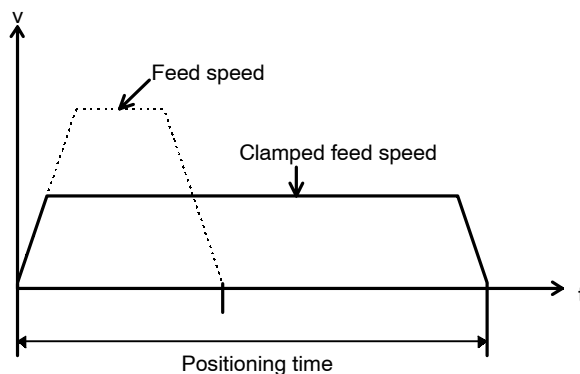 v
Feed speed
Clamped feed speed
t
Positioning time